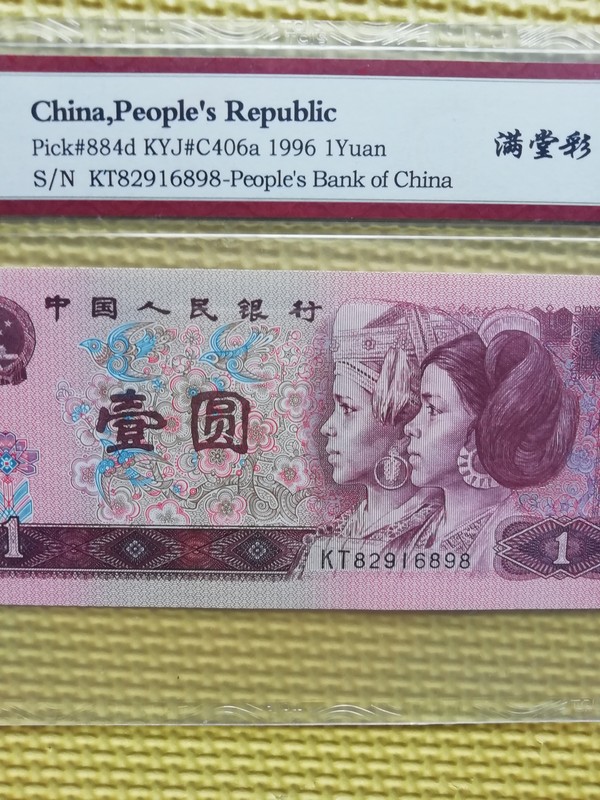 China,People's Republic
Pick#884d KYJ#C406a 1996 1Yuan
满堂彩
S/N KT82916898-People's Bank of China
中国人民银行
壹圆
1
KT82916898
1